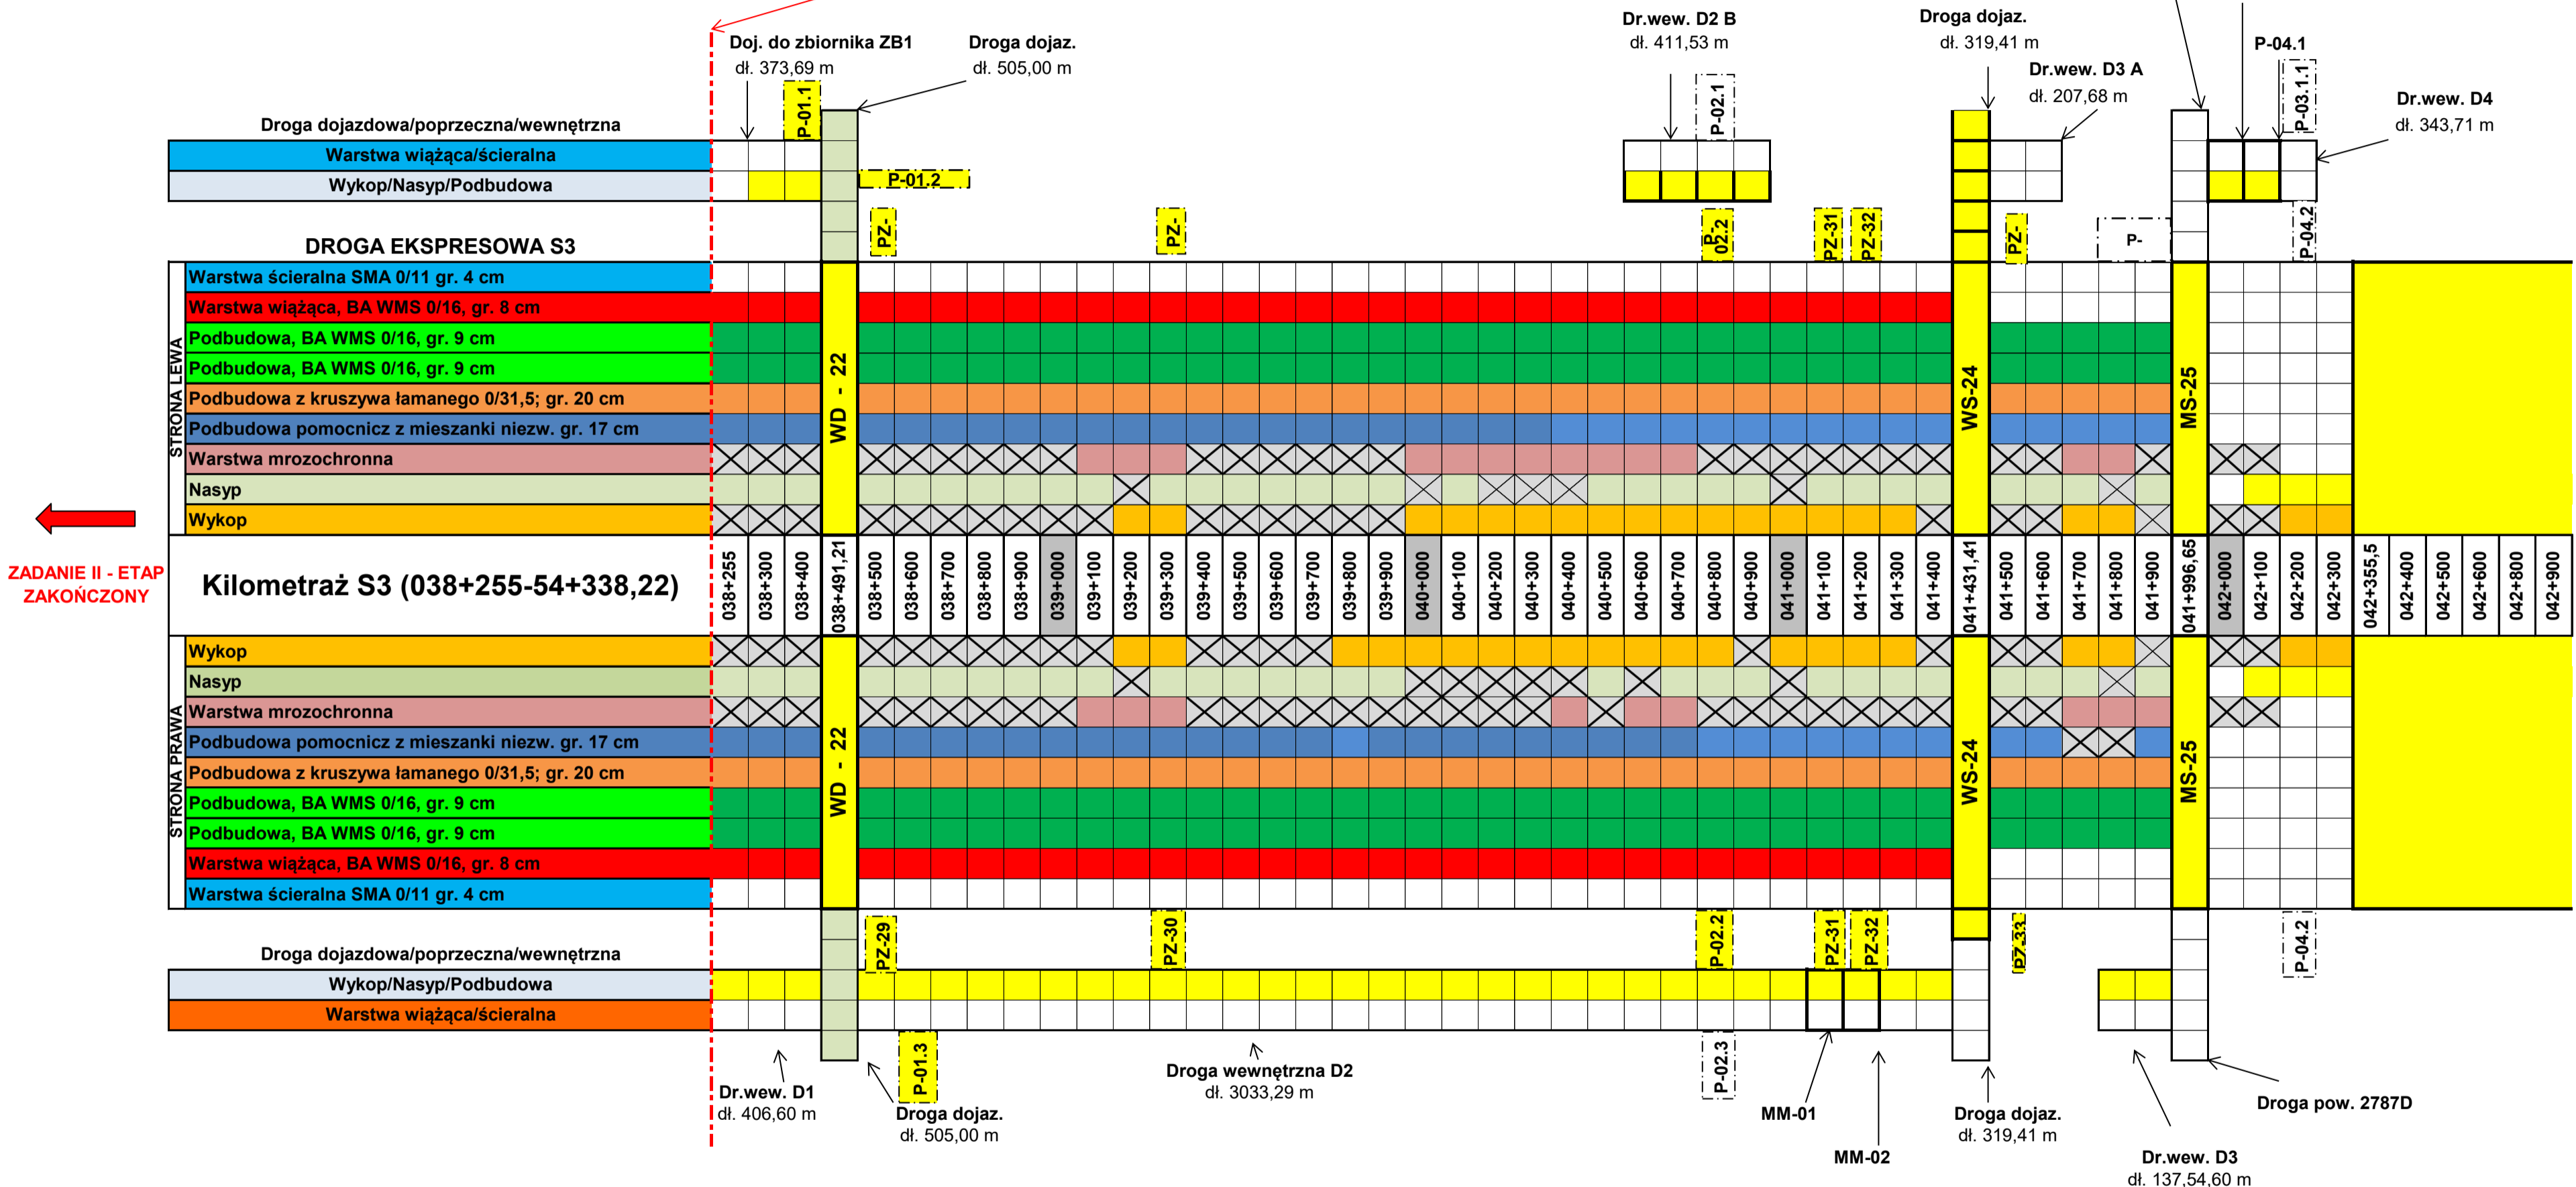 Dr.wew. D2 B
dł. 411,53 m
Droga dojaz.
dł. 319,41 m
Doj. do zbiornika ZB1
dł. 373,69 m
Droga dojaz.
dł. 505,00 m
P-04.1
Dr.wew. D3 A
dł. 207,68 m
Dr.wew. D4
dł. 343,71 m
P-01.1
P-02.1
P-03.1.1
Droga dojazdowa/poprzeczna/wewnętrzna
Warstwa wiążąca/ścieralna
Wykop/Nasyp/Podbudowa
P-01.2
PZ-
PZ-
P-
02.2
PZ-31
PZ-32
PZ-
P-
P-04.2
DROGA EKSPRESOWA S3
STRONA LEWA
Warstwa ścieralna SMA 0/11 gr. 4 cm
Warstwa wiążąca, BA WMS 0/16, gr. 8 cm
Podbudowa, BA WMS 0/16, gr. 9 cm
Podbudowa, BA WMS 0/16, gr. 9 cm
Podbudowa z kruszywa łamanego 0/31,5; gr. 20 cm
Podbudowa pomocnicz z mieszanki niezw. gr. 17 cm
Warstwa mrozochronna
Nasyp
Wykop
WD - 22
WS-24
MS-25
ZADANIE II - ETAP
ZAKOŃCZONY
Kilometraż S3 (038+255-54+338,22)
038+255
038+300
038+400
038+491,21
038+500
038+600
038+700
038+800
038+900
039+000
039+100
039+200
039+300
039+400
039+500
039+600
039+700
039+800
039+900
040+000
040+100
040+200
040+300
040+400
040+500
040+600
040+700
040+800
040+900
041+000
041+100
041+200
041+300
041+400
041+431,41
041+500
041+600
041+700
041+800
041+900
041+996,65
042+000
042+100
042+200
042+300
042+355,5
042+400
042+500
042+600
042+800
042+900
STRONA PRAWA
Wykop
Nasyp
Warstwa mrozochronna
Podbudowa pomocnicz z mieszanki niezw. gr. 17 cm
Podbudowa z kruszywa łamanego 0/31,5; gr. 20 cm
Podbudowa, BA WMS 0/16, gr. 9 cm
Podbudowa, BA WMS 0/16, gr. 9 cm
Warstwa wiążąca, BA WMS 0/16, gr. 8 cm
Warstwa ścieralna SMA 0/11 gr. 4 cm
WD - 22
WS-24
MS-25
PZ-29
PZ-30
P-02.2
PZ-31
PZ-32
PZ-33
P-04.2
Droga dojazdowa/poprzeczna/wewnętrzna
Wykop/Nasyp/Podbudowa
Warstwa wiążąca/ścieralna
P-01.3
P-02.3
Dr.wew. D1
dł. 406,60 m
Droga dojaz.
dł. 505,00 m
Droga wewnętrzna D2
dł. 3033,29 m
MM-01
MM-02
Droga dojaz.
dł. 319,41 m
Droga pow. 2787D
Dr.wew. D3
dł. 137,54,60 m